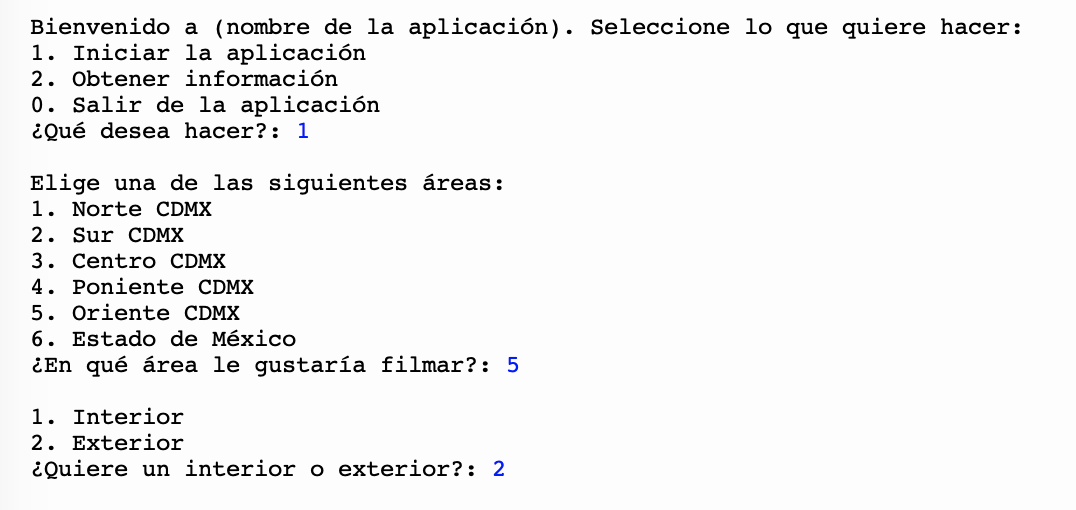 Bienvenido a (nombre de la aplicación). Seleccione lo que quiere hacer:
1. Iniciar la aplicación
2. Obtener información
0. Salir de la aplicación
¿Qué desea hacer?: 1
Elige una de las siguientes áreas:
1. Norte CDMX
2. Sur CDMX
3. Centro CDMX
4. Poniente CDMX
5. Oriente CDMX
6. Estado de México
¿En qué área le gustaría filmar?: 5
1. Interior
2. Exterior
¿Quiere un interior o exterior?: 2